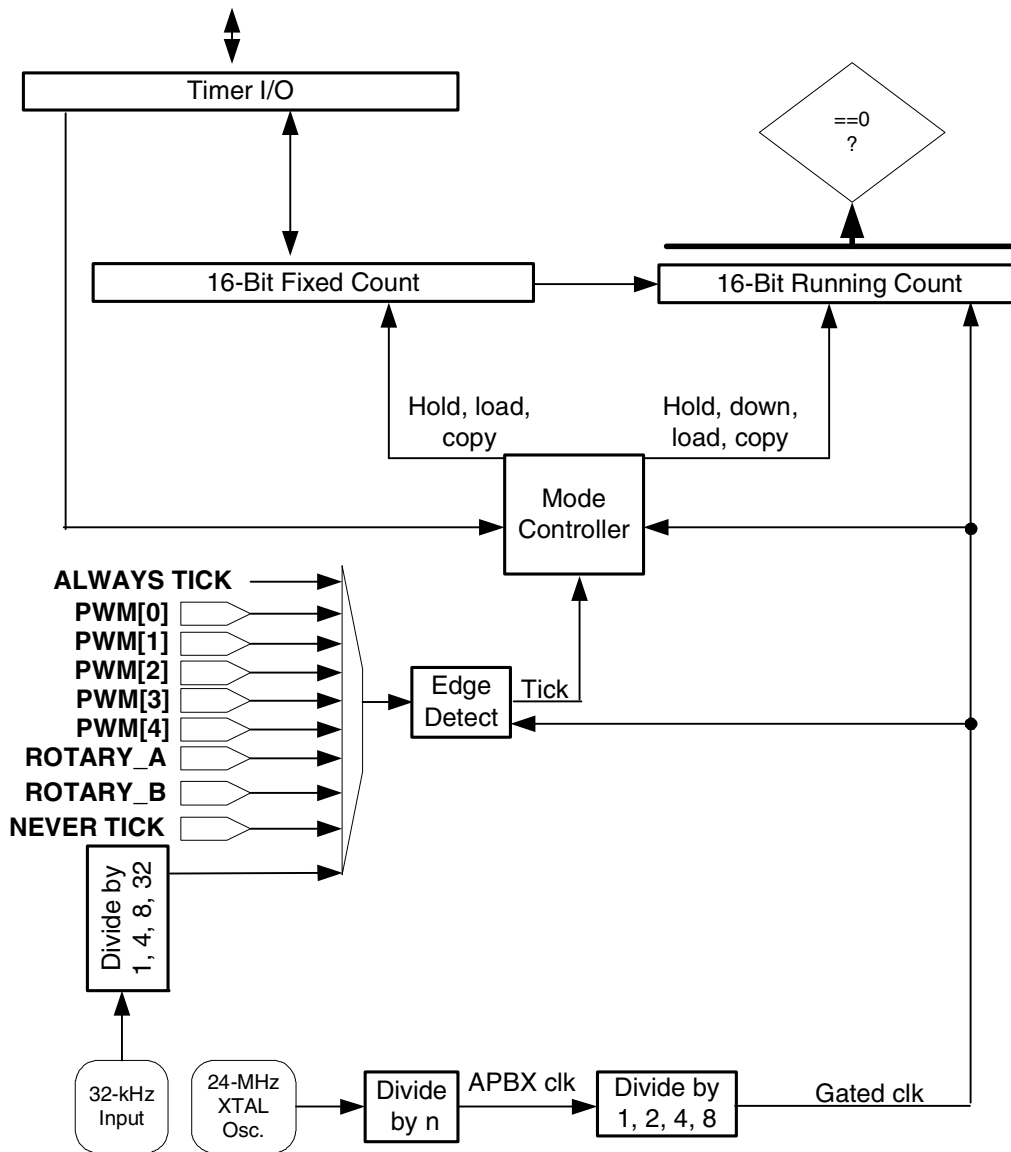 Timer I/O
==0
?
16-Bit Fixed Count
16-Bit Running Count
Hold, load,
copy
Hold, down,
load, copy
Mode
Controller
ALWAYS TICK
PWM[0]
PWM[1]
PWM[2]
PWM[3]
PWM[4]
ROTARY_A
ROTARY_B
NEVER TICK
Edge
Detect
Tick
Divide by
1, 4, 8, 32
32-kHz
Input
24-MHz
XTAL
Osc.
Divide
by n
APBX clk
Divide by
1, 2, 4, 8
Gated clk